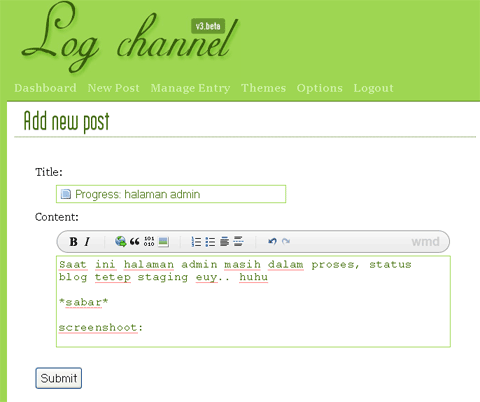 Log channel
v3.beta
Dashboard New Post Manage Entry Themes Options Logout
Add new post
Title:
Progress: halaman admin
Content:
B I 101 010 wmd
Saat ini halaman admin masih dalam proses, status
blog tetep staging euy.. huhu
*sabar*
screenshoot:
Submit